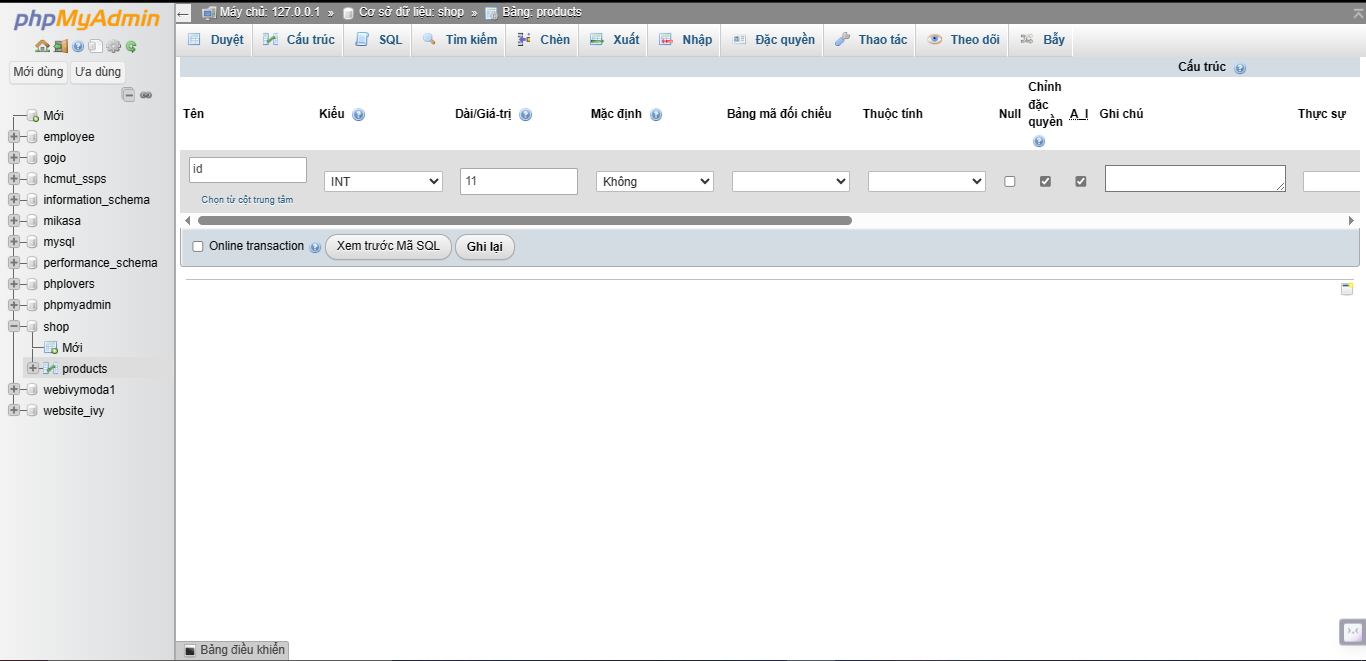 phpMyAdmin
Mới dùng Ưa dùng
Mới
employee
gojo
hcmut_ssps
information_schema
mikasa
mysql
performance_schema
phplovers
phpmyadmin
shop
Mới
products
webivymoda1
website_ivy
Máy chủ: 127.0.0.1 » Cơ sở dữ liệu: shop » Bảng: products
Duyệt Cấu trúc SQL Tìm kiếm Chèn Xuất Nhập Đặc quyền Thao tác Theo dõi Bẫy
Cấu trúc
Tên Kiểu Dài/Giá-trị Mặc định Bảng mã đối chiếu Thuộc tính Null Chỉnh đặc quyền A_I Ghi chú Thực sự
id INT 11 Không
Chọn từ cột trung tâm
Online transaction Xem trước Mã SQL Ghi lại
Bảng điều khiển